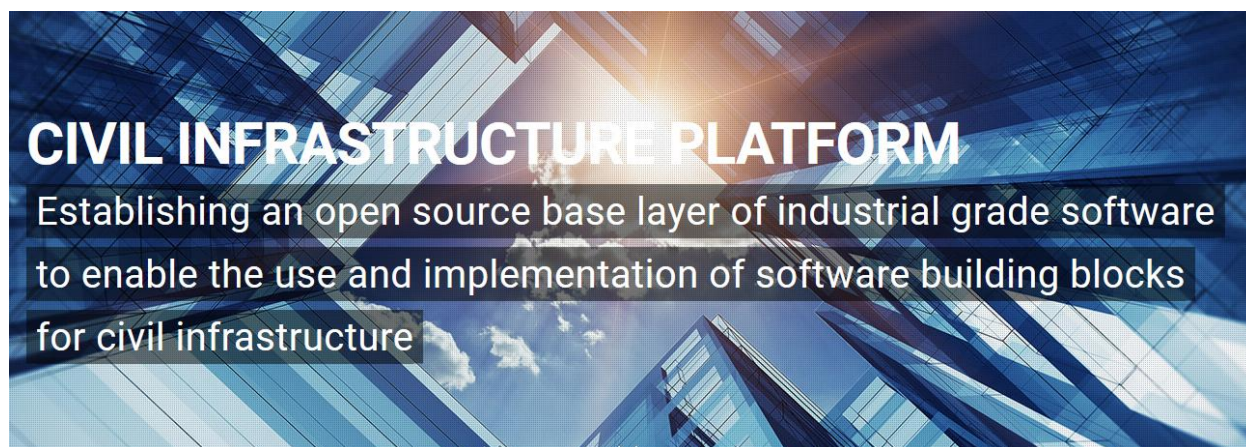 CIVIL INFRASTRUCTURE PLATFORM
Establishing an open source base layer of industrial grade software
to enable the use and implementation of software building blocks
for civil infrastructure